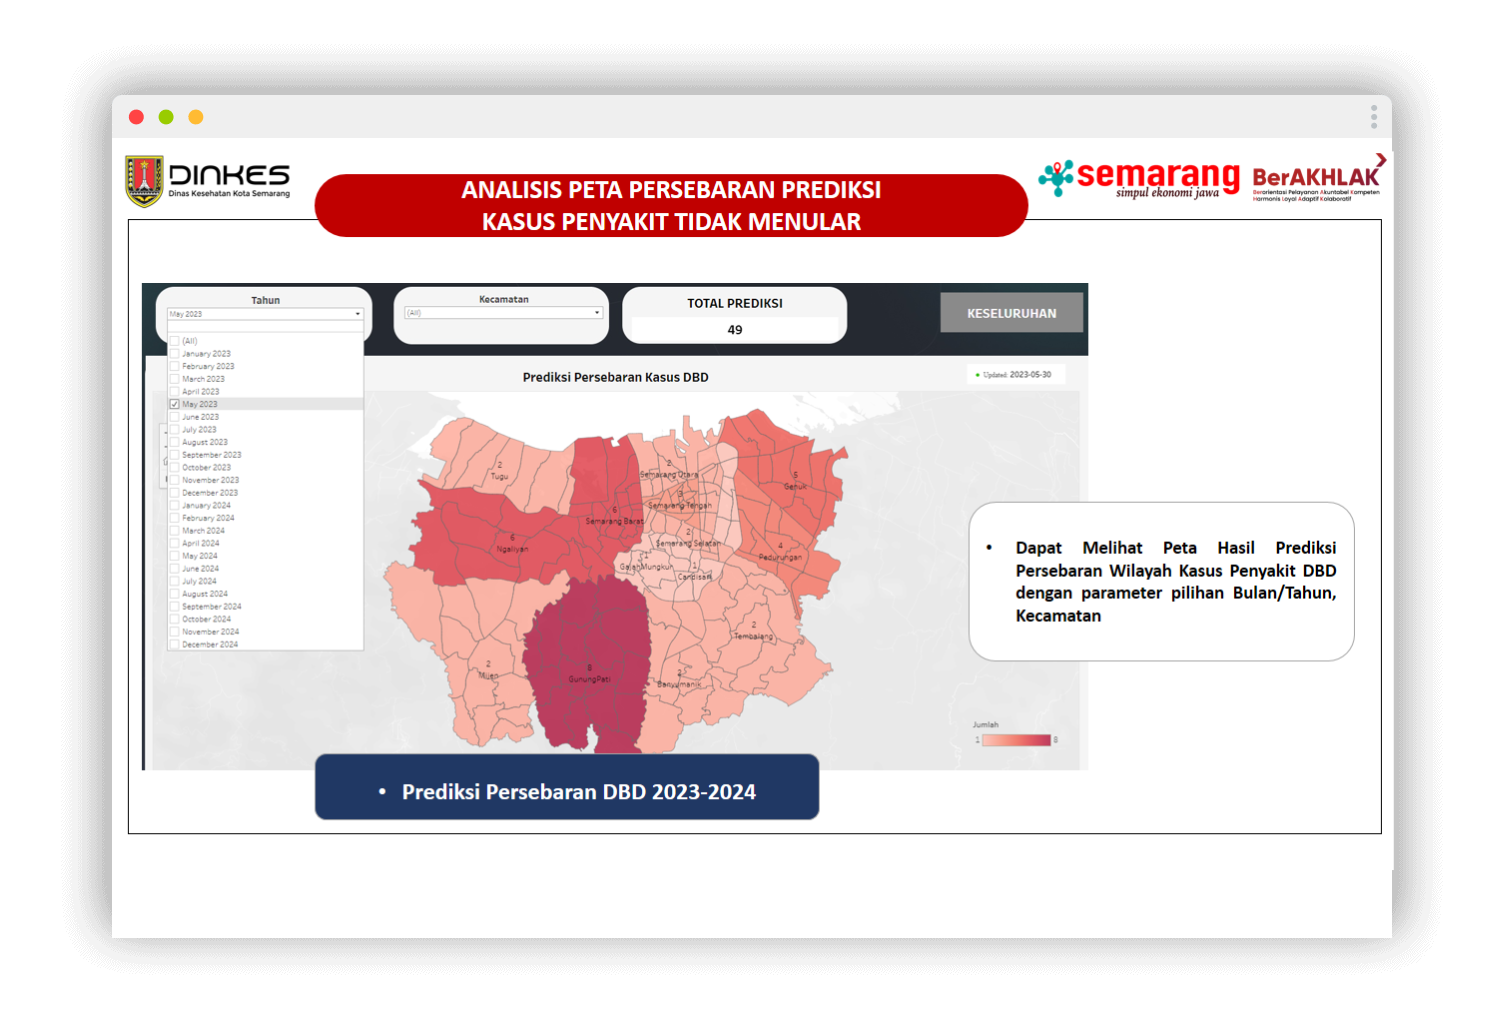 DINKES
Dinas Kesehatan Kota Semarang
ANALISIS PETA PERSEBARAN PREDIKSI
KASUS PENYAKIT TIDAK MENULAR
semarang
simpul ekonomi jawa
BerAKHLAK
Berorientasi Pelayanan Akuntabel Kompeten
Harmonis Loyal Adaptif Kolaboratif
Tahun
May 2023
(All)
January 2023
February 2023
March 2023
April 2023
May 2023
June 2023
July 2023
August 2023
September 2023
October 2023
November 2023
December 2023
January 2024
February 2024
March 2024
April 2024
May 2024
June 2024
July 2024
August 2024
September 2024
October 2024
November 2024
December 2024
Kecamatan
(All)
TOTAL PREDIKSI
49
KESELURUHAN
Prediksi Persebaran Kasus DBD
Updated: 2023-05-30
2
Tugu
2
Semarang Utara
5
Genuk
Semarang Tengah
6
Semarang Barat
6
Ngaliyan
2
Semarang Selatan
4
Pedurungan
1
GajahMungkur
1
Candisari
2
Tembalang
2
Mijen
8
GunungPati
2
Banyumanik
Jumlah
1 8
• Dapat Melihat Peta Hasil Prediksi
Persebaran Wilayah Kasus Penyakit DBD
dengan parameter pilihan Bulan/Tahun,
Kecamatan
• Prediksi Persebaran DBD 2023-2024